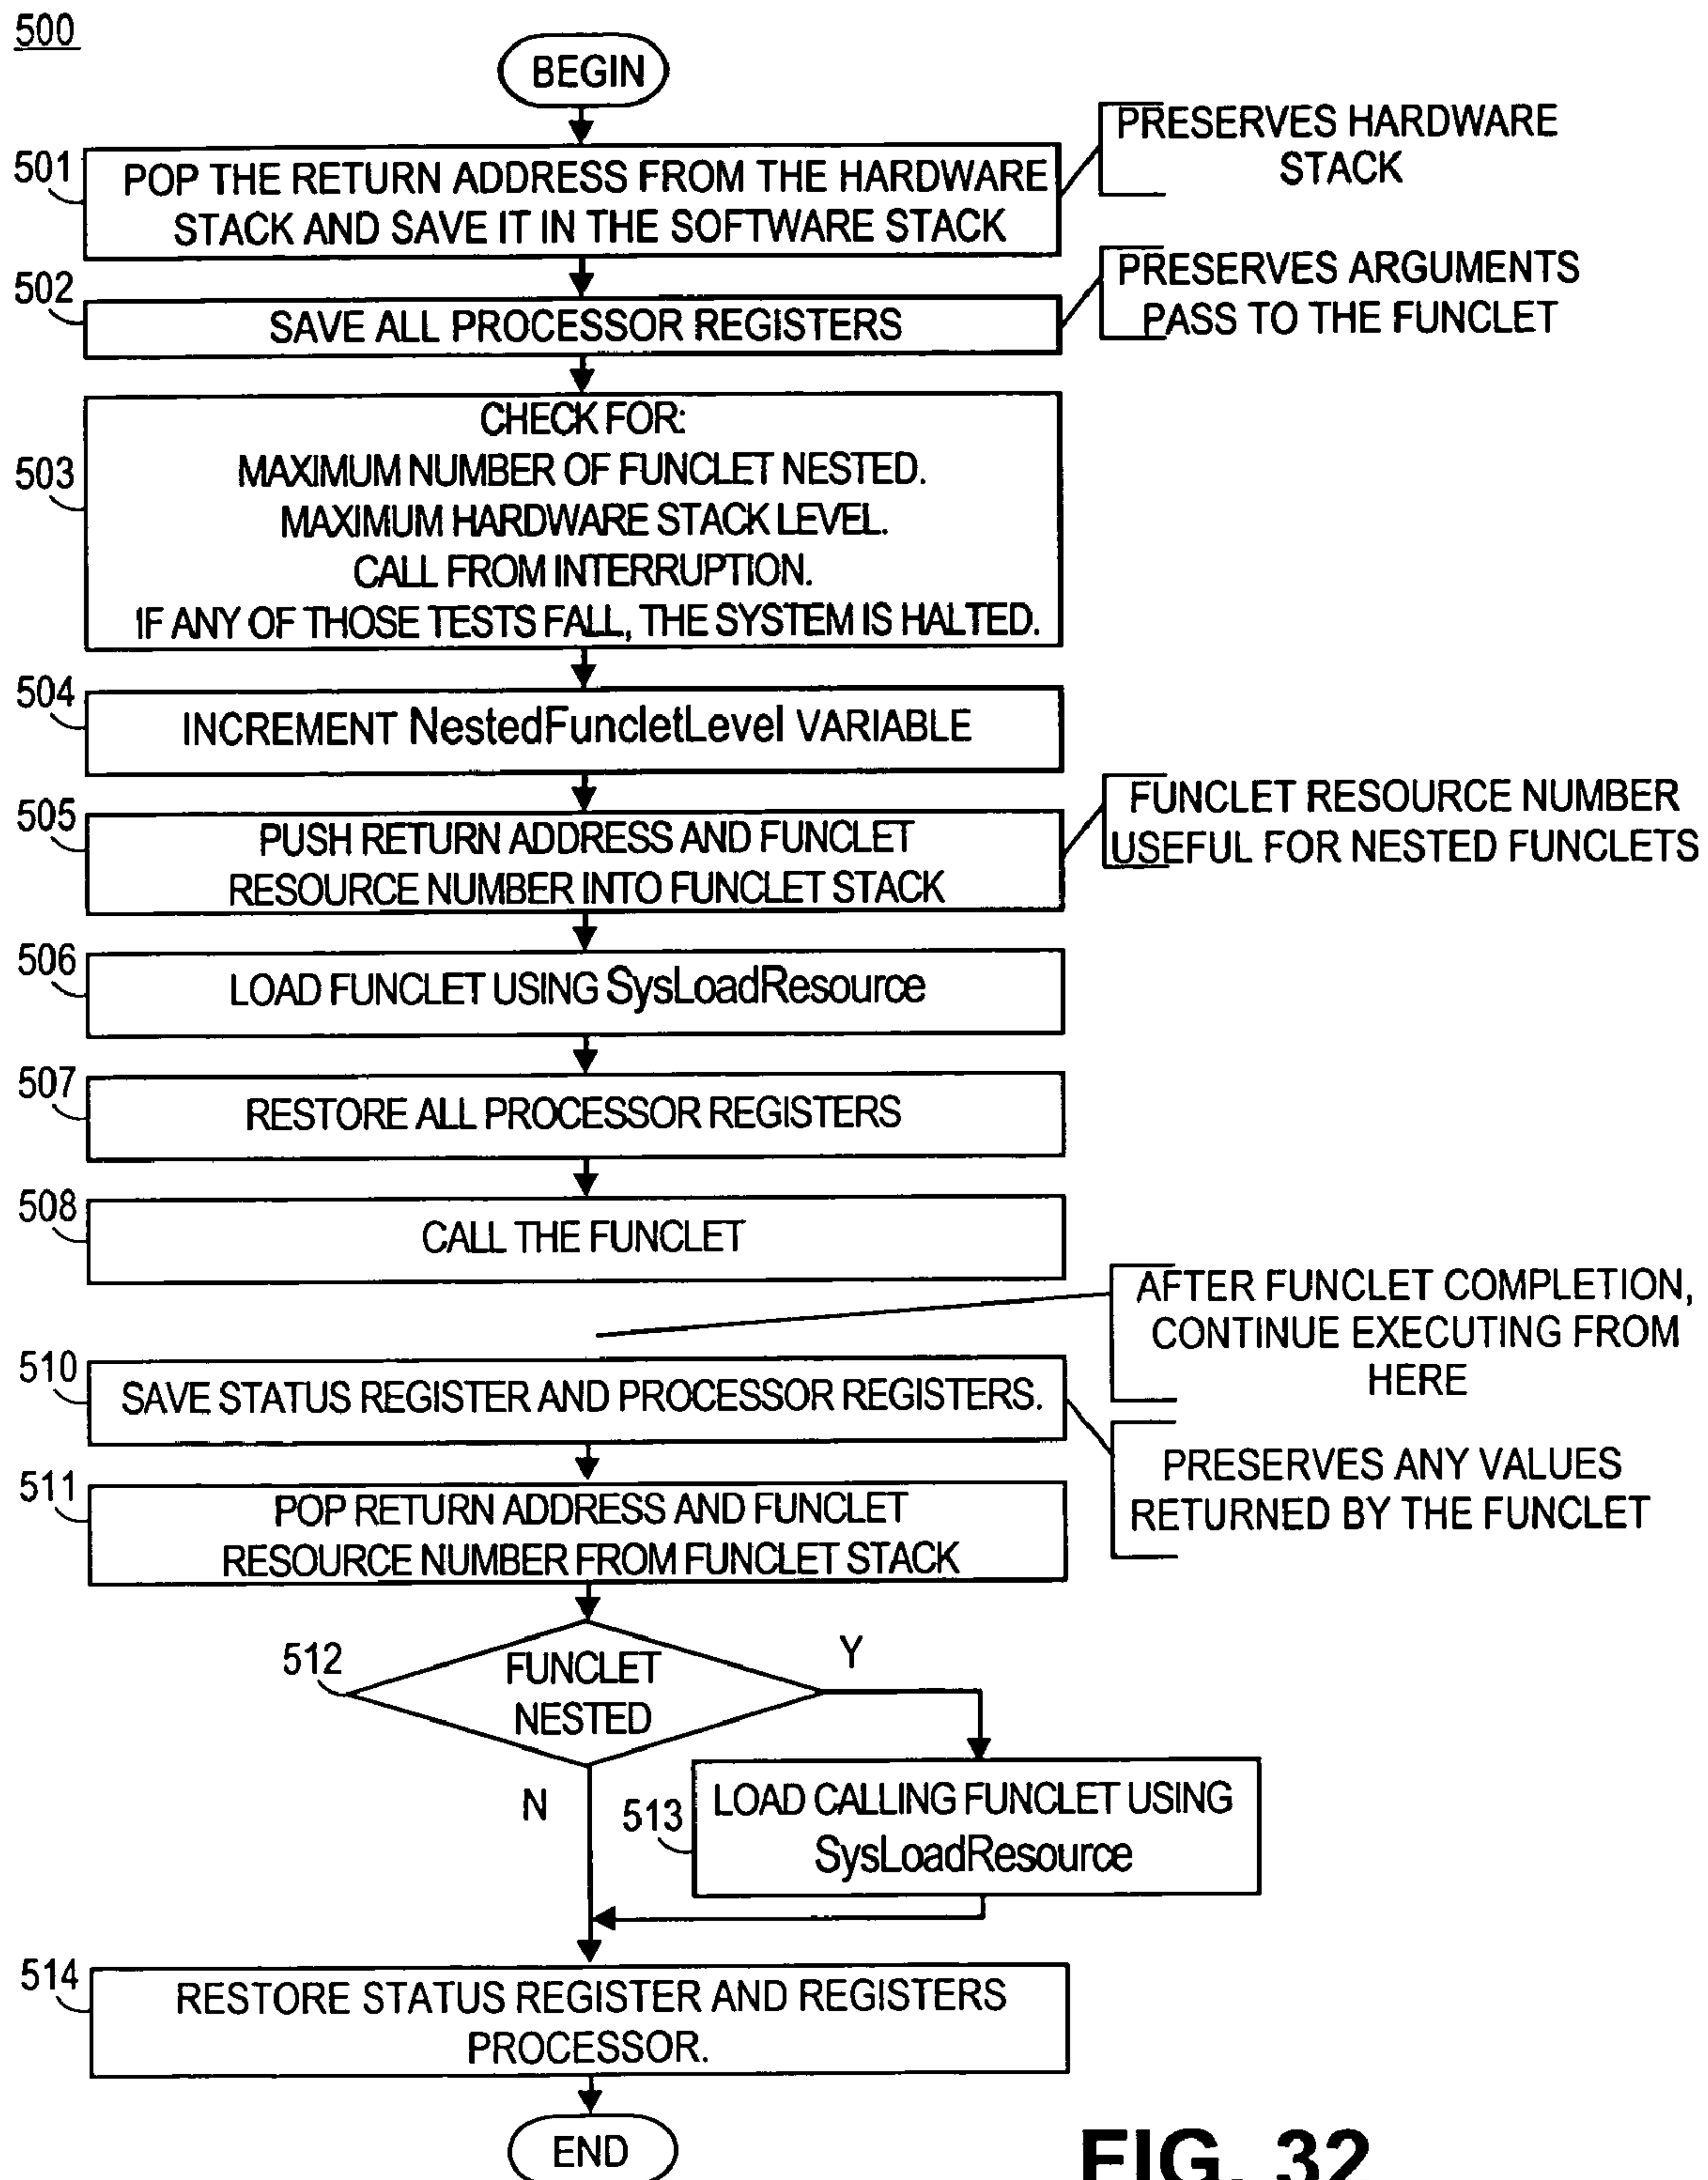 500
BEGIN
501
POP THE RETURN ADDRESS FROM THE HARDWARE
STACK AND SAVE IT IN THE SOFTWARE STACK
PRESERVES HARDWARE
STACK
502
SAVE ALL PROCESSOR REGISTERS
PRESERVES ARGUMENTS
PASS TO THE FUNCLET
503
CHECK FOR:
MAXIMUM NUMBER OF FUNCLET NESTED.
MAXIMUM HARDWARE STACK LEVEL.
CALL FROM INTERRUPTION.
IF ANY OF THOSE TESTS FALL, THE SYSTEM IS HALTED.
504
INCREMENT NestedFuncletLevel VARIABLE
505
PUSH RETURN ADDRESS AND FUNCLET
RESOURCE NUMBER INTO FUNCLET STACK
FUNCLET RESOURCE NUMBER
USEFUL FOR NESTED FUNCLETS
506
LOAD FUNCLET USING SysLoadResource
507
RESTORE ALL PROCESSOR REGISTERS
508
CALL THE FUNCLET
AFTER FUNCLET COMPLETION,
CONTINUE EXECUTING FROM
HERE
510
SAVE STATUS REGISTER AND PROCESSOR REGISTERS.
PRESERVES ANY VALUES
RETURNED BY THE FUNCLET
511
POP RETURN ADDRESS AND FUNCLET
RESOURCE NUMBER FROM FUNCLET STACK
512
FUNCLET
NESTED
Y
N
513
LOAD CALLING FUNCLET USING
SysLoadResource
514
RESTORE STATUS REGISTER AND REGISTERS
PROCESSOR.
END
FIG. 32